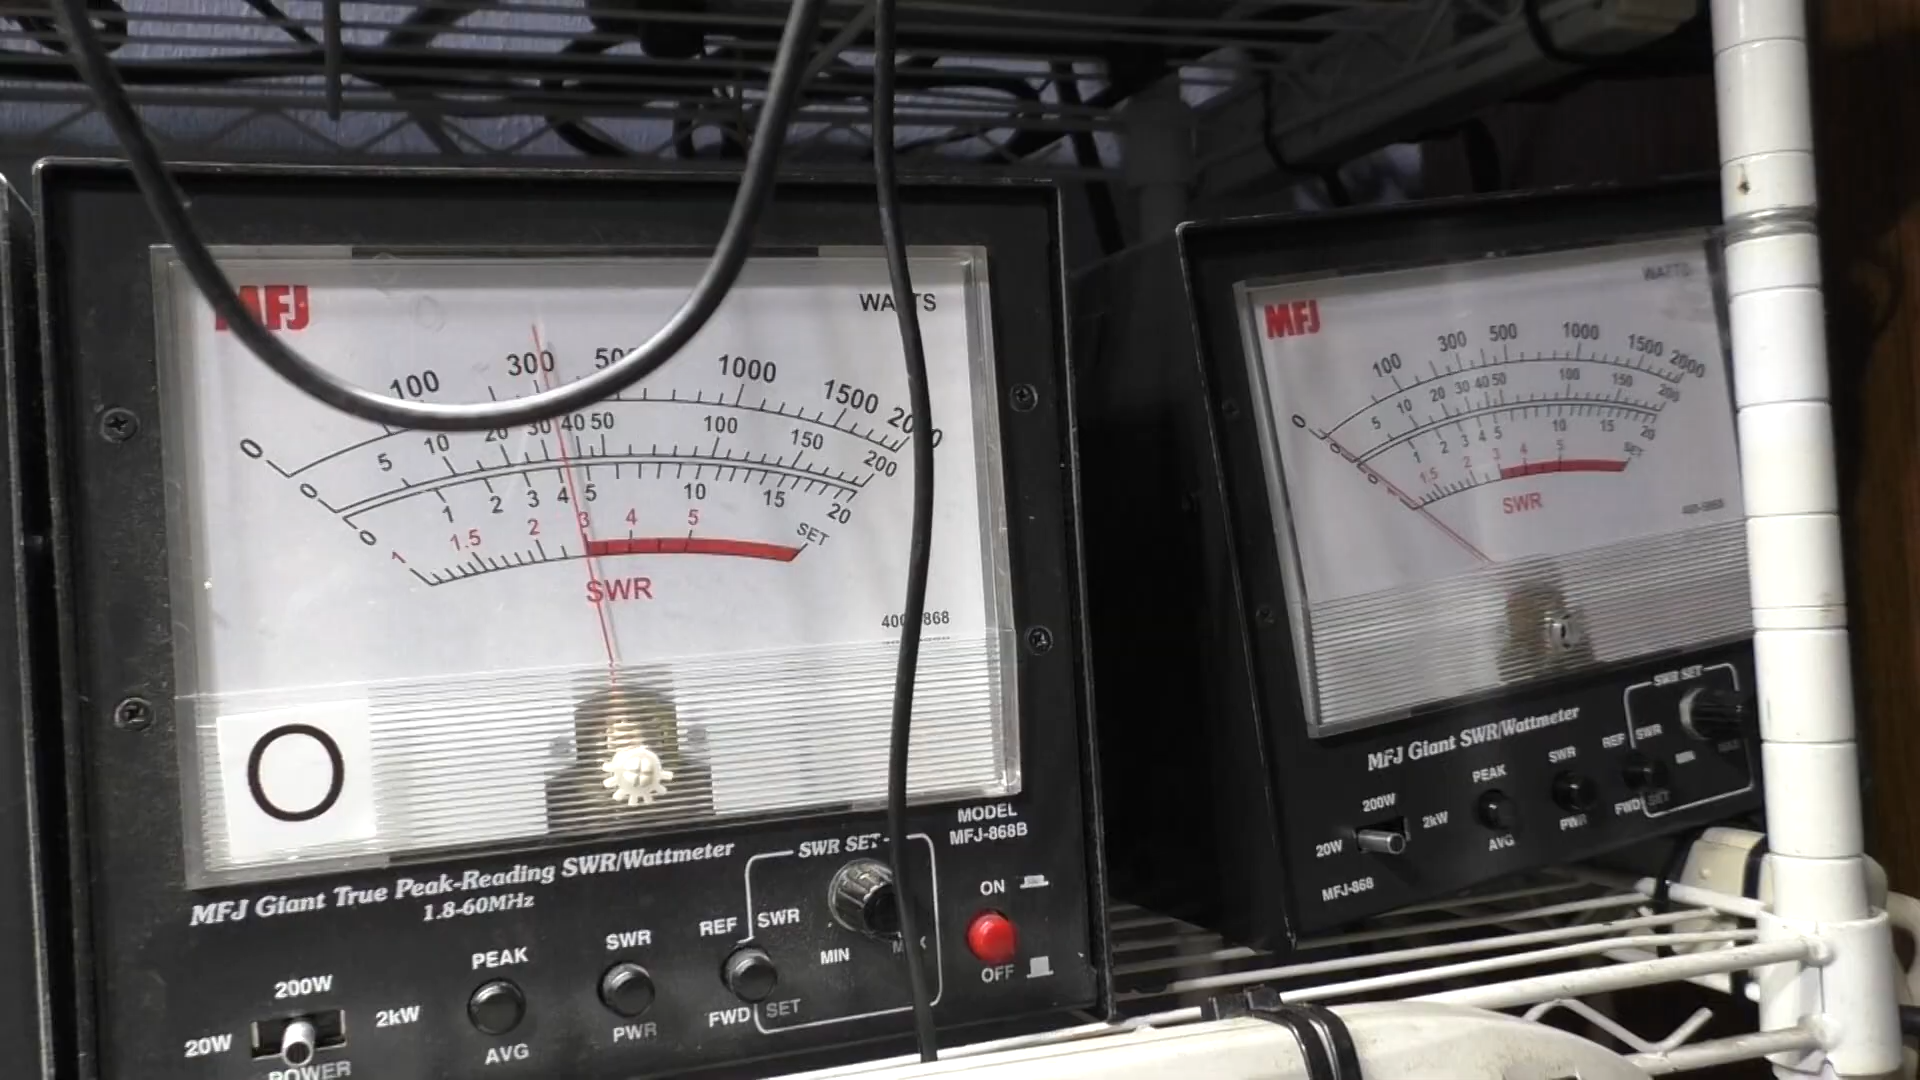 MFJ
WATTS
0 100 300 500 1000 1500 2000
0 5 10 20 30 40 50 100 150 200
0 1 2 3 4 5 10 15 20
1 1.5 2 3 4 5 SET
SWR
O
MFJ Giant True Peak-Reading SWR/Wattmeter
1.8-60MHz
MODEL
MFJ-868B
SWR SET
ON
OFF
REF
SWR
MIN
FWD
SET
SWR
PWR
PEAK
AVG
200W
20W
2kW
POWER
MFJ
WATTS
0 100 300 500 1000 1500 2000
0 5 10 20 30 40 50 100 150 200
0 1 2 3 4 5 10 15 20
1.5 2 3 4 5 SET
SWR
MFJ Giant SWR/Wattmeter
SWR SET
REF
SWR
MIN
FWD
SET
SWR
PWR
PEAK
AVG
200W
20W
2kW
MFJ-868